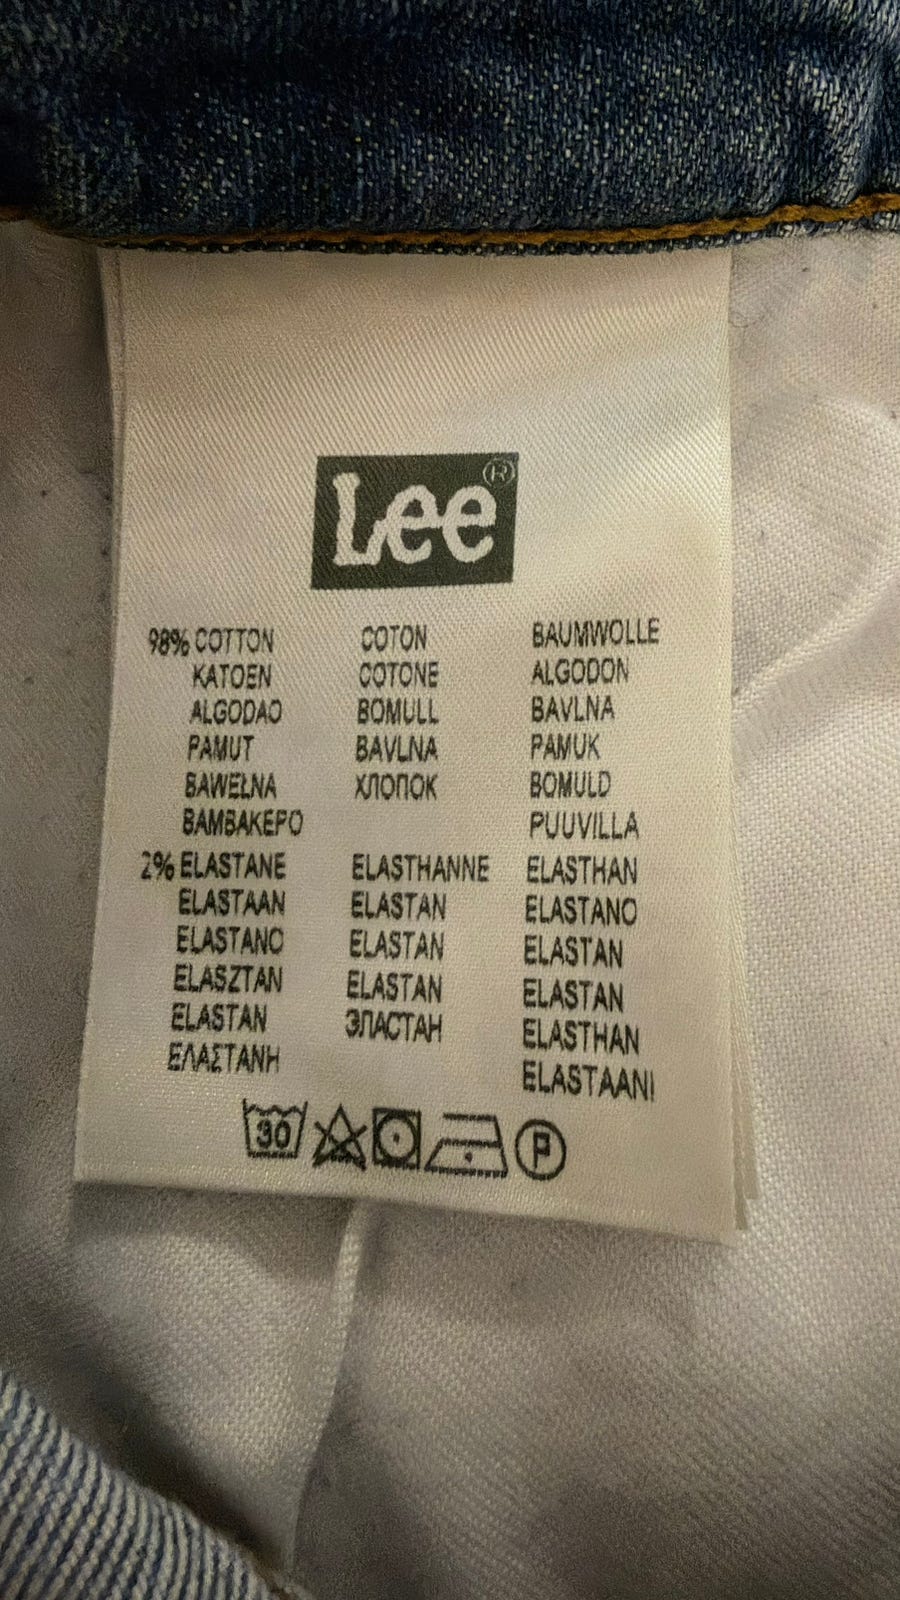 Lee®
98% COTTON COTON BAUMWOLLE
KATOEN COTONE ALGODON
ALGODAO BOMULL BAVLNA
PAMUT BAVLNA PAMUK
BAWEŁNA ХЛОПОК BOMULD
ΒΑΜΒΑΚΕΡΟ PUUVILLA
2% ELASTANE ELASTHANNE ELASTHAN
ELASTAAN ELASTAN ELASTANO
ELASTANO ELASTAN ELASTAN
ELASZTAN ELASTAN ELASTAN
ELASTAN ЭЛАСТАН ELASTHAN
ΕΛΑΣΤΑΝΗ ELASTAANI
30 P